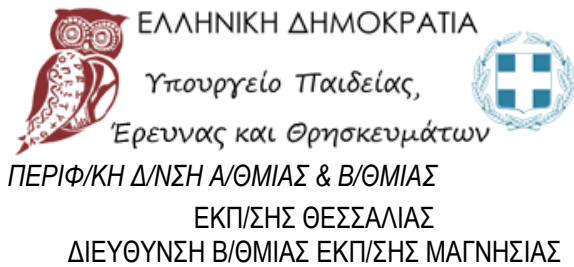 ΕΛΛΗΝΙΚΗ ΔΗΜΟΚΡΑΤΙΑ
Υπουργείο Παιδείας,
Έρευνας και Θρησκευμάτων
ΠΕΡΙΦ/ΚΗ Δ/ΝΣΗ Α/ΘΜΙΑΣ & Β/ΘΜΙΑΣ
ΕΚΠ/ΣΗΣ ΘΕΣΣΑΛΙΑΣ
ΔΙΕΥΘΥΝΣΗ Β/ΘΜΙΑΣ ΕΚΠ/ΣΗΣ ΜΑΓΝΗΣΙΑΣ